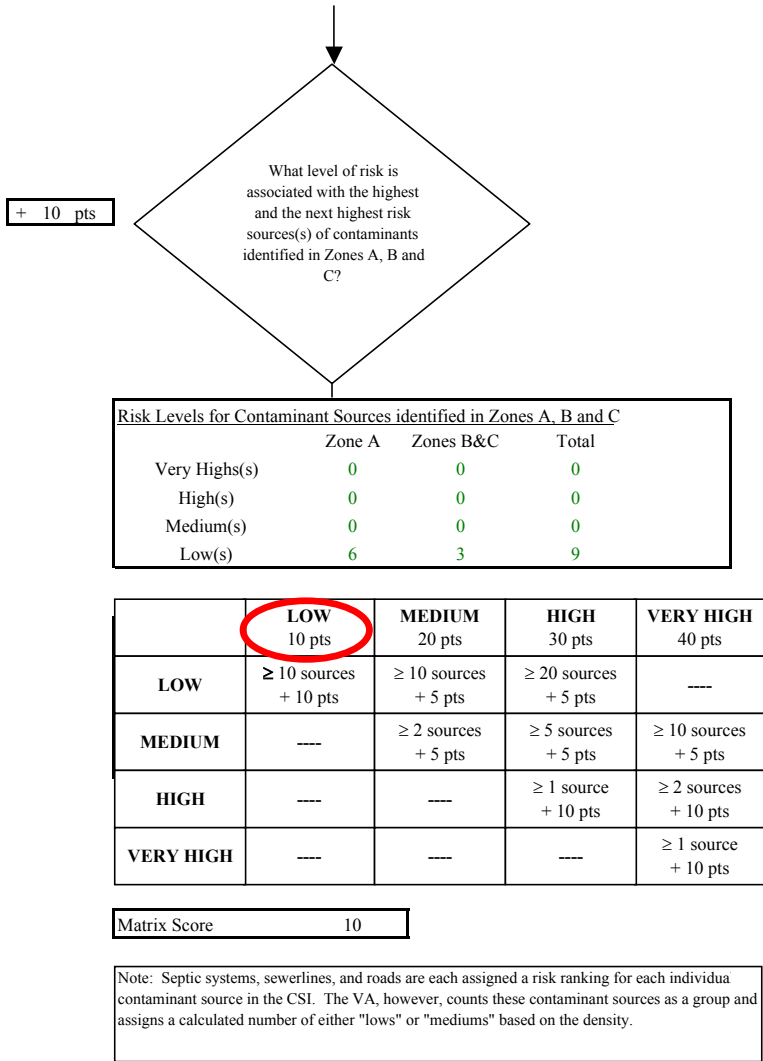 What level of risk is
associated with the highest
+ 10 pts
and the next highest risk
sources(s) of contaminants
identified in Zones A, B and
C?
Risk Levels for Contaminant Sources identified in Zones A, B and C
Zone A Zones B&C Total
Very Highs(s) 0 0 0
High(s) 0 0 0
Medium(s) 0 0 0
Low(s) 6 3 9
LOW MEDIUM HIGH VERY HIGH
10 pts 20 pts 30 pts 40 pts
LOW ≥ 10 sources ≥ 10 sources ≥ 20 sources ----
+ 10 pts + 5 pts + 5 pts
MEDIUM ---- ≥ 2 sources ≥ 5 sources ≥ 10 sources
+ 5 pts + 5 pts + 5 pts
HIGH ---- ---- ≥ 1 source ≥ 2 sources
+ 10 pts + 10 pts
VERY HIGH ---- ---- ---- ≥ 1 source
+ 10 pts
Matrix Score 10
Note: Septic systems, sewerlines, and roads are each assigned a risk ranking for each individua
contaminant source in the CSI. The VA, however, counts these contaminant sources as a group and
assigns a calculated number of either "lows" or "mediums" based on the density.